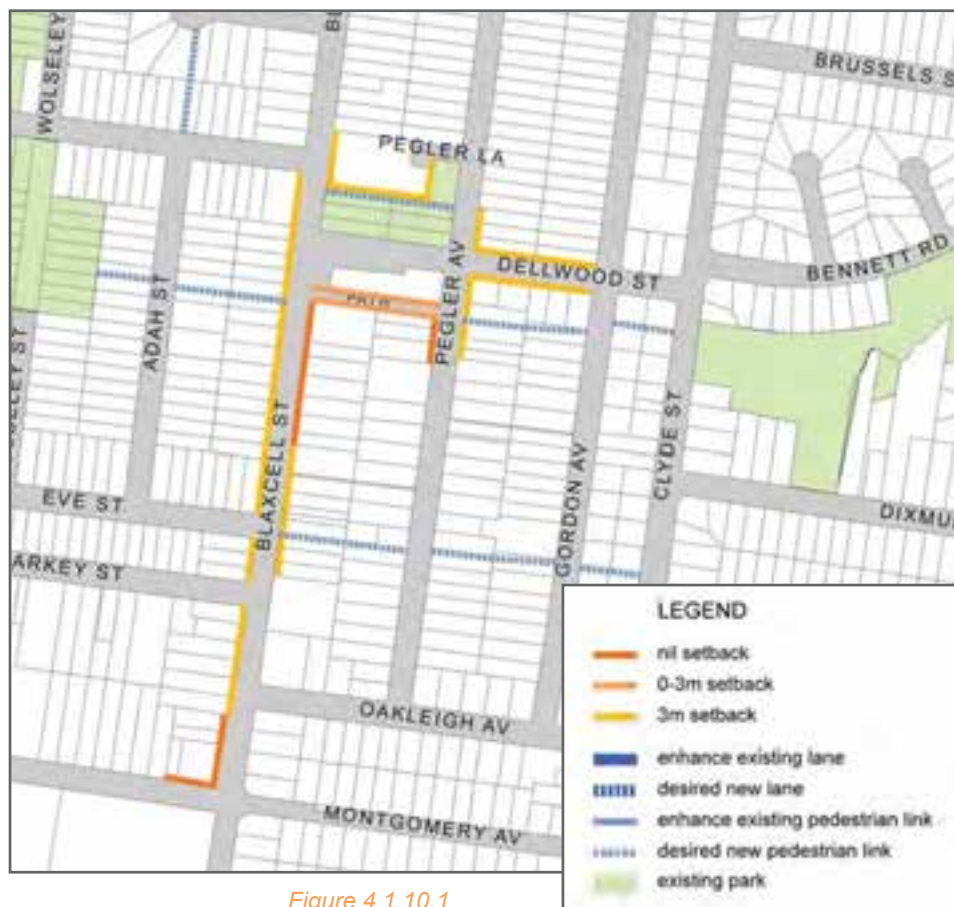 WOLSELEY
BL
BRUSSELS S
PEGLER LA
DELLWOOD ST
BENNETT RD
PATH
PEGLER AV
ADAH ST
BLAXCELL ST
CLYDE ST
GORDON AV
EVE ST
DIXMU
ARKEY ST
OAKLEIGH AV
MONTGOMERY AV
LEGEND
nil setback
0-3m setback
3m setback
enhance existing lane
desired new lane
enhance existing pedestrian link
desired new pedestrian link
existing park
Figure 4.1.10.1